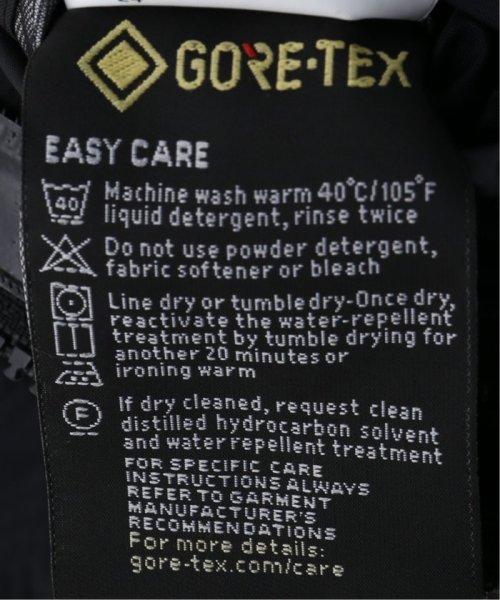 GORE-TEX
EASY CARE
40
Machine wash warm 40°C/105°F
liquid detergent, rinse twice
Do not use powder detergent,
fabric softener or bleach
Line dry or tumble dry-Once dry,
reactivate the water-repellent
treatment by tumble drying for
another 20 minutes or
ironing warm
F
If dry cleaned, request clean
distilled hydrocarbon solvent
and water repellent treatment
FOR SPECIFIC CARE
INSTRUCTIONS ALWAYS
REFER TO GARMENT
MANUFACTURER'S
RECOMMENDATIONS
For more details:
gore-tex.com/care